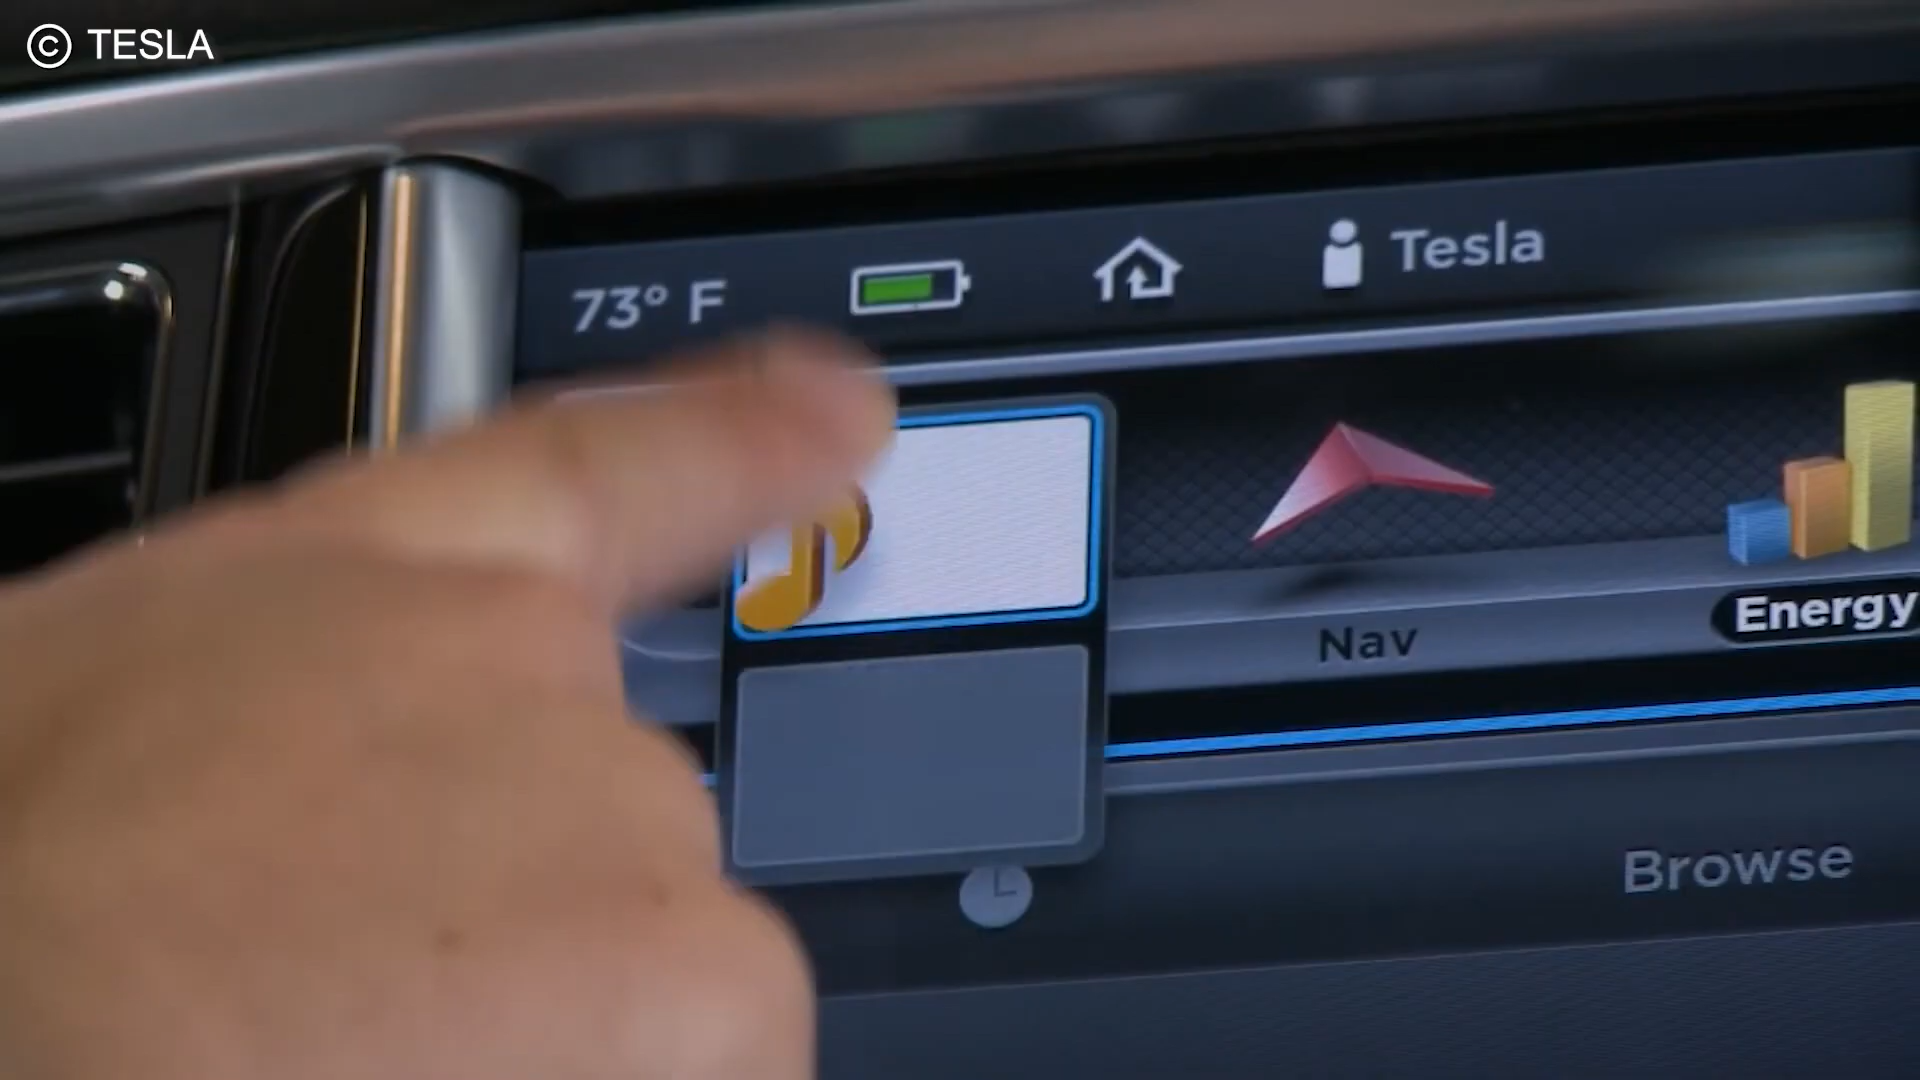 © TESLA
73° F
Tesla
Nav
Energy
Browse